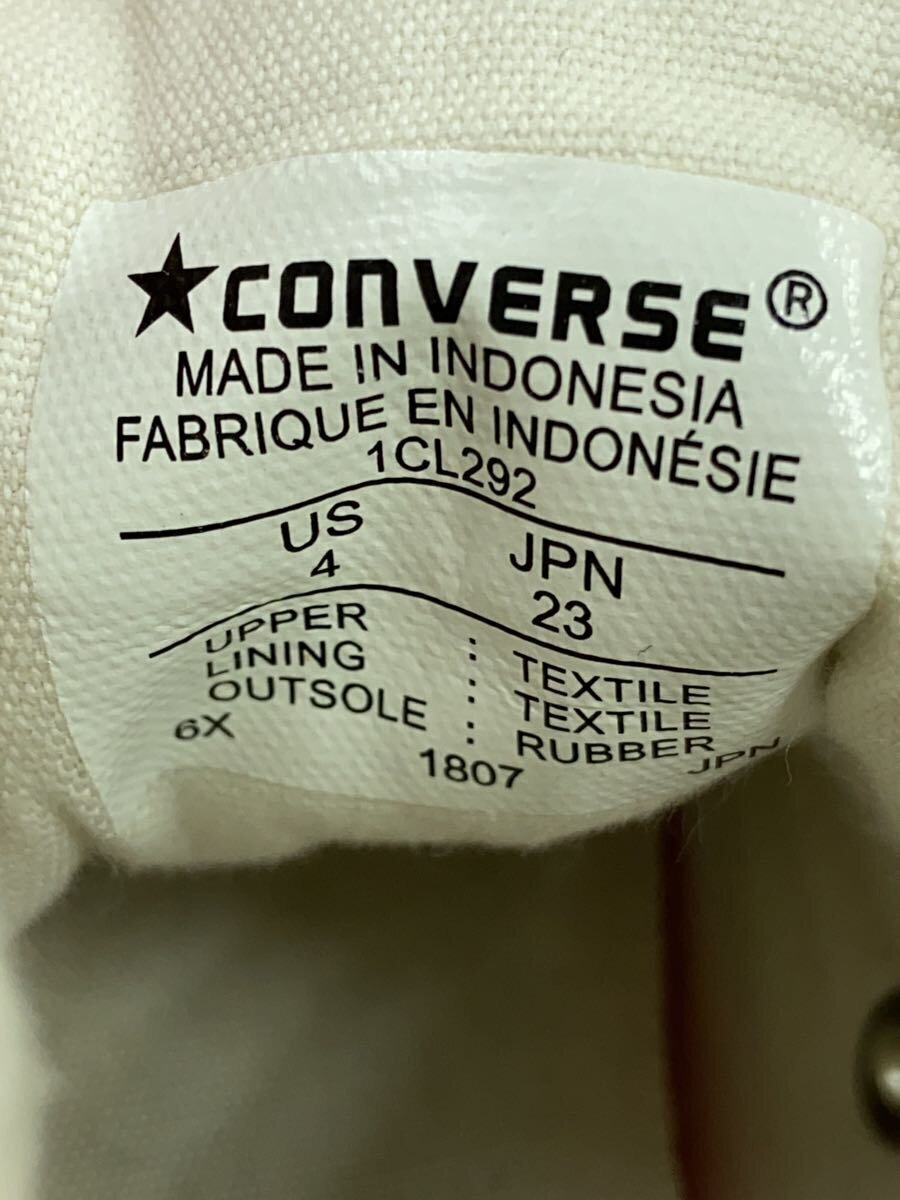 ★CONVERSE®
MADE IN INDONESIA
FABRIQUE EN INDONÉSIE
1CL292
US JPN
4 23
UPPER : TEXTILE
LINING : TEXTILE
OUTSOLE : RUBBER
6X 1807 JPN